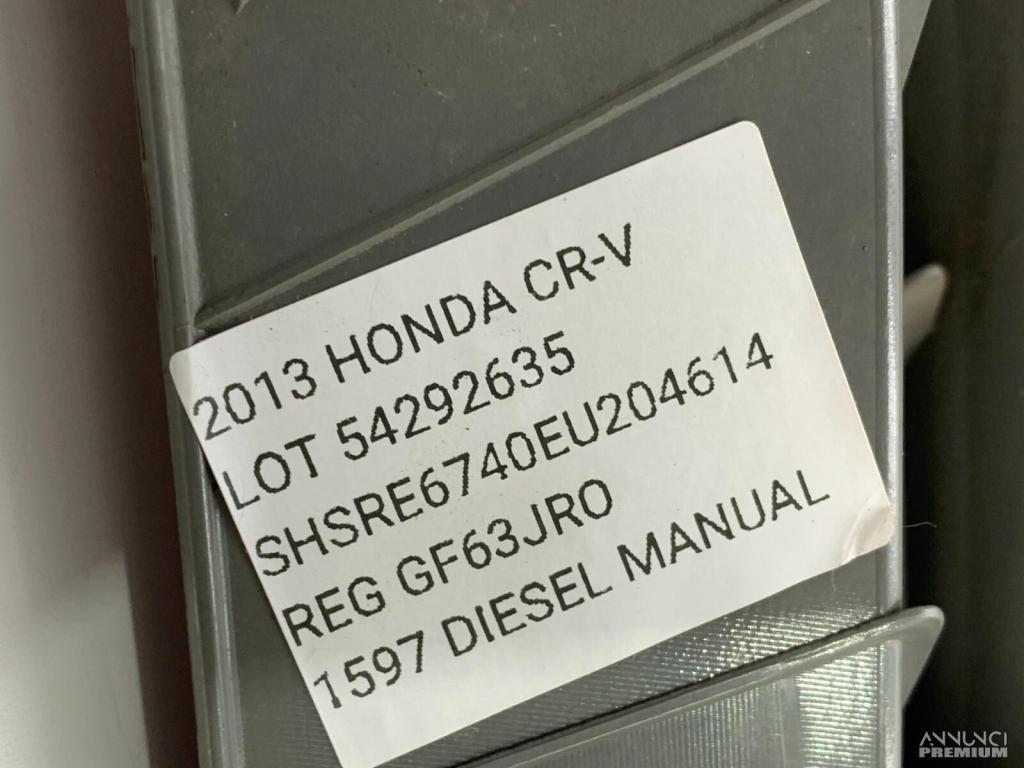 2013 HONDA CR-V
LOT 54292635
SHSRE6740EU204614
REG GF63JRO
1597 DIESEL MANUAL
ANNUNCI
PREMIUM